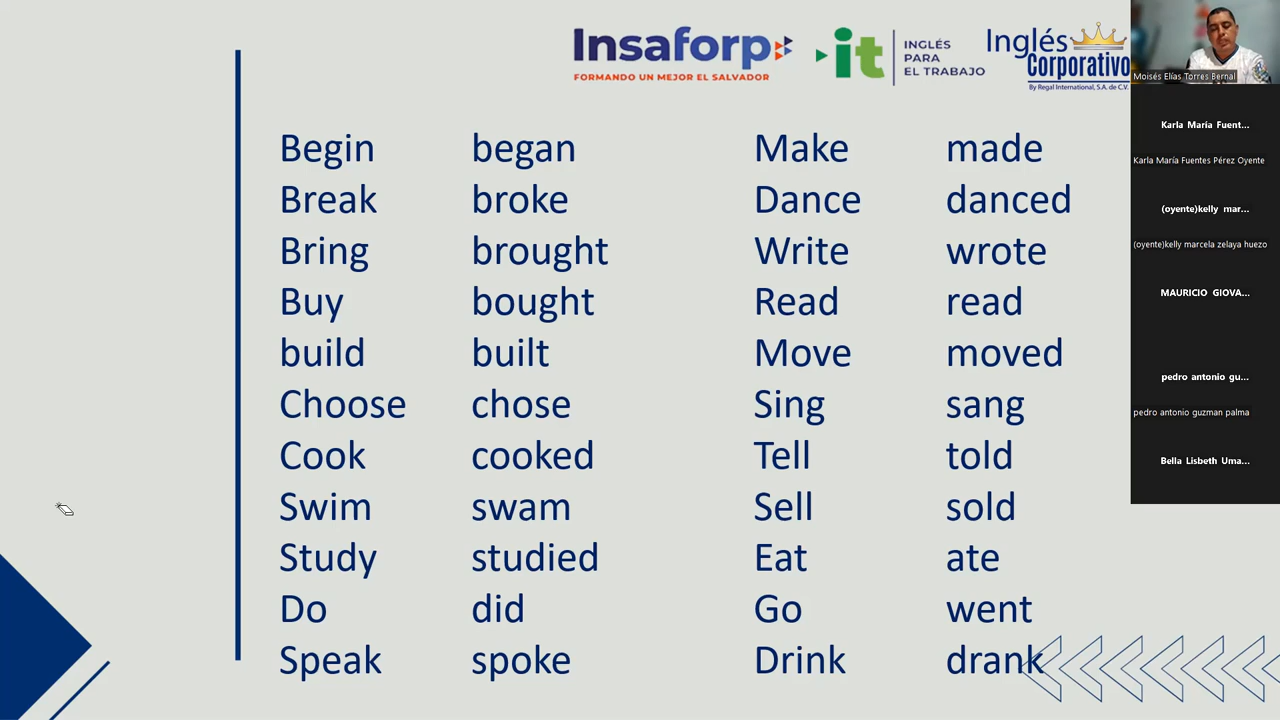 Insaforp
FORMANDO UN MEJOR EL SALVADOR
it
INGLÉS
PARA
EL TRABAJO
Inglés
Corporativo
By Regal International, S.A. de C.V.
Begin began Make made
Break broke Dance danced
Bring brought Write wrote
Buy bought Read read
build built Move moved
Choose chose Sing sang
Cook cooked Tell told
Swim swam Sell sold
Study studied Eat ate
Do did Go went
Speak spoke Drink drank
Moisés Elías Torres Bernal
Karla María Fuent...
Karla María Fuentes Pérez Oyente
(oyente)kelly mar...
(oyente)kelly marcela zelaya huezo
MAURICIO GIOVA...
pedro antonio gu...
pedro antonio guzman palma
Bella Lisbeth Uma...